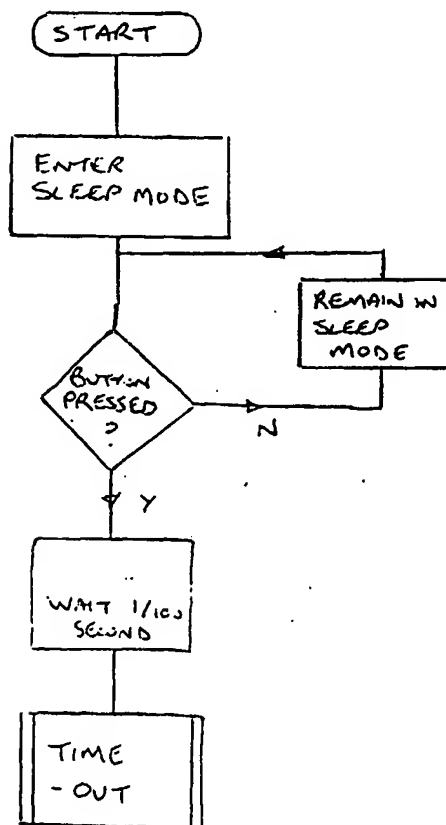 START
ENTER
SLEEP MODE
REMAIN IN
SLEEP
MODE
BUTTON
PRESSED
?
N
Y
WAIT 1/100
SECOND
TIME
- OUT